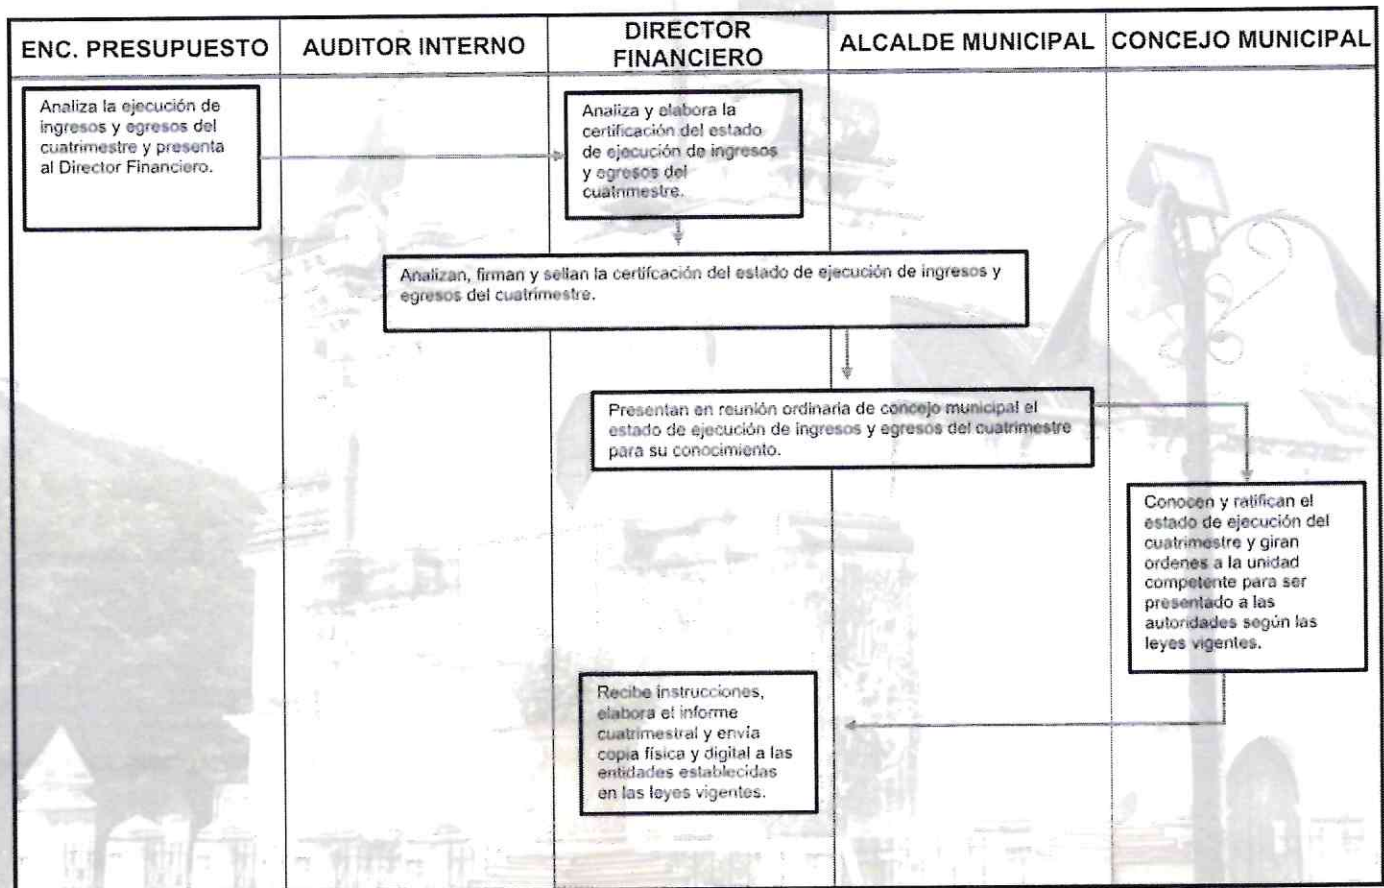 ENC. PRESUPUESTO
AUDITOR INTERNO
DIRECTOR
FINANCIERO
ALCALDE MUNICIPAL
CONCEJO MUNICIPAL
Analiza la ejecución de
ingresos y egresos del
cuatrimestre y presenta
al Director Financiero.
Analiza y elabora la
certificación del estado
de ejecución de ingresos
y egresos del
cuatrimestre.
Analizan, firman y sellan la certifcación del estado de ejecución de ingresos y
egresos del cuatrimestre.
Presentan en reunión ordinaria de concejo municipal el
estado de ejecución de ingresos y egresos del cuatrimestre
para su conocimiento.
Conocen y ratifican el
estado de ejecución del
cuatrimestre y giran
ordenes a la unidad
competente para ser
presentado a las
autoridades según las
leyes vigentes.
Recibe instrucciones,
elabora el informe
cuatrimestral y envia
copia física y digital a las
entidades establecidas
en las leyes vigentes.